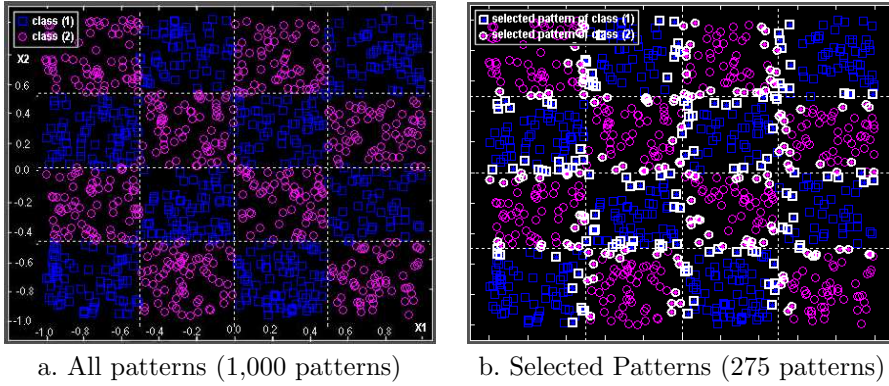 class (1)
class (2)
X2
0.6
0.4
0.2
0.0
-0.2
-0.4
-0.6
-0.8
-1.0
-1.0 -0.8 -0.6 -0.4 -0.2 0.0 0.2 0.4 0.6 0.8
X1
selected pattern of class (1)
selected pattern of class (2)
a. All patterns (1,000 patterns)
b. Selected Patterns (275 patterns)